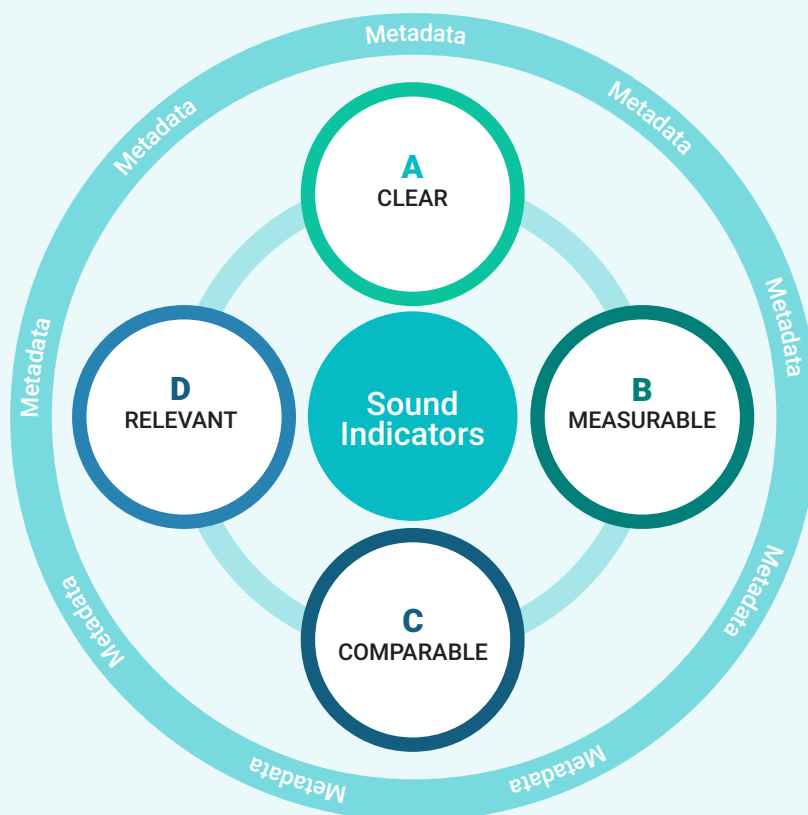 Metadata
Metadata
Metadata
A
CLEAR
Metadata
Metadata
D
RELEVANT
Sound
Indicators
B
MEASURABLE
Metadata
Metadata
C
COMPARABLE
Metadata
Metadata